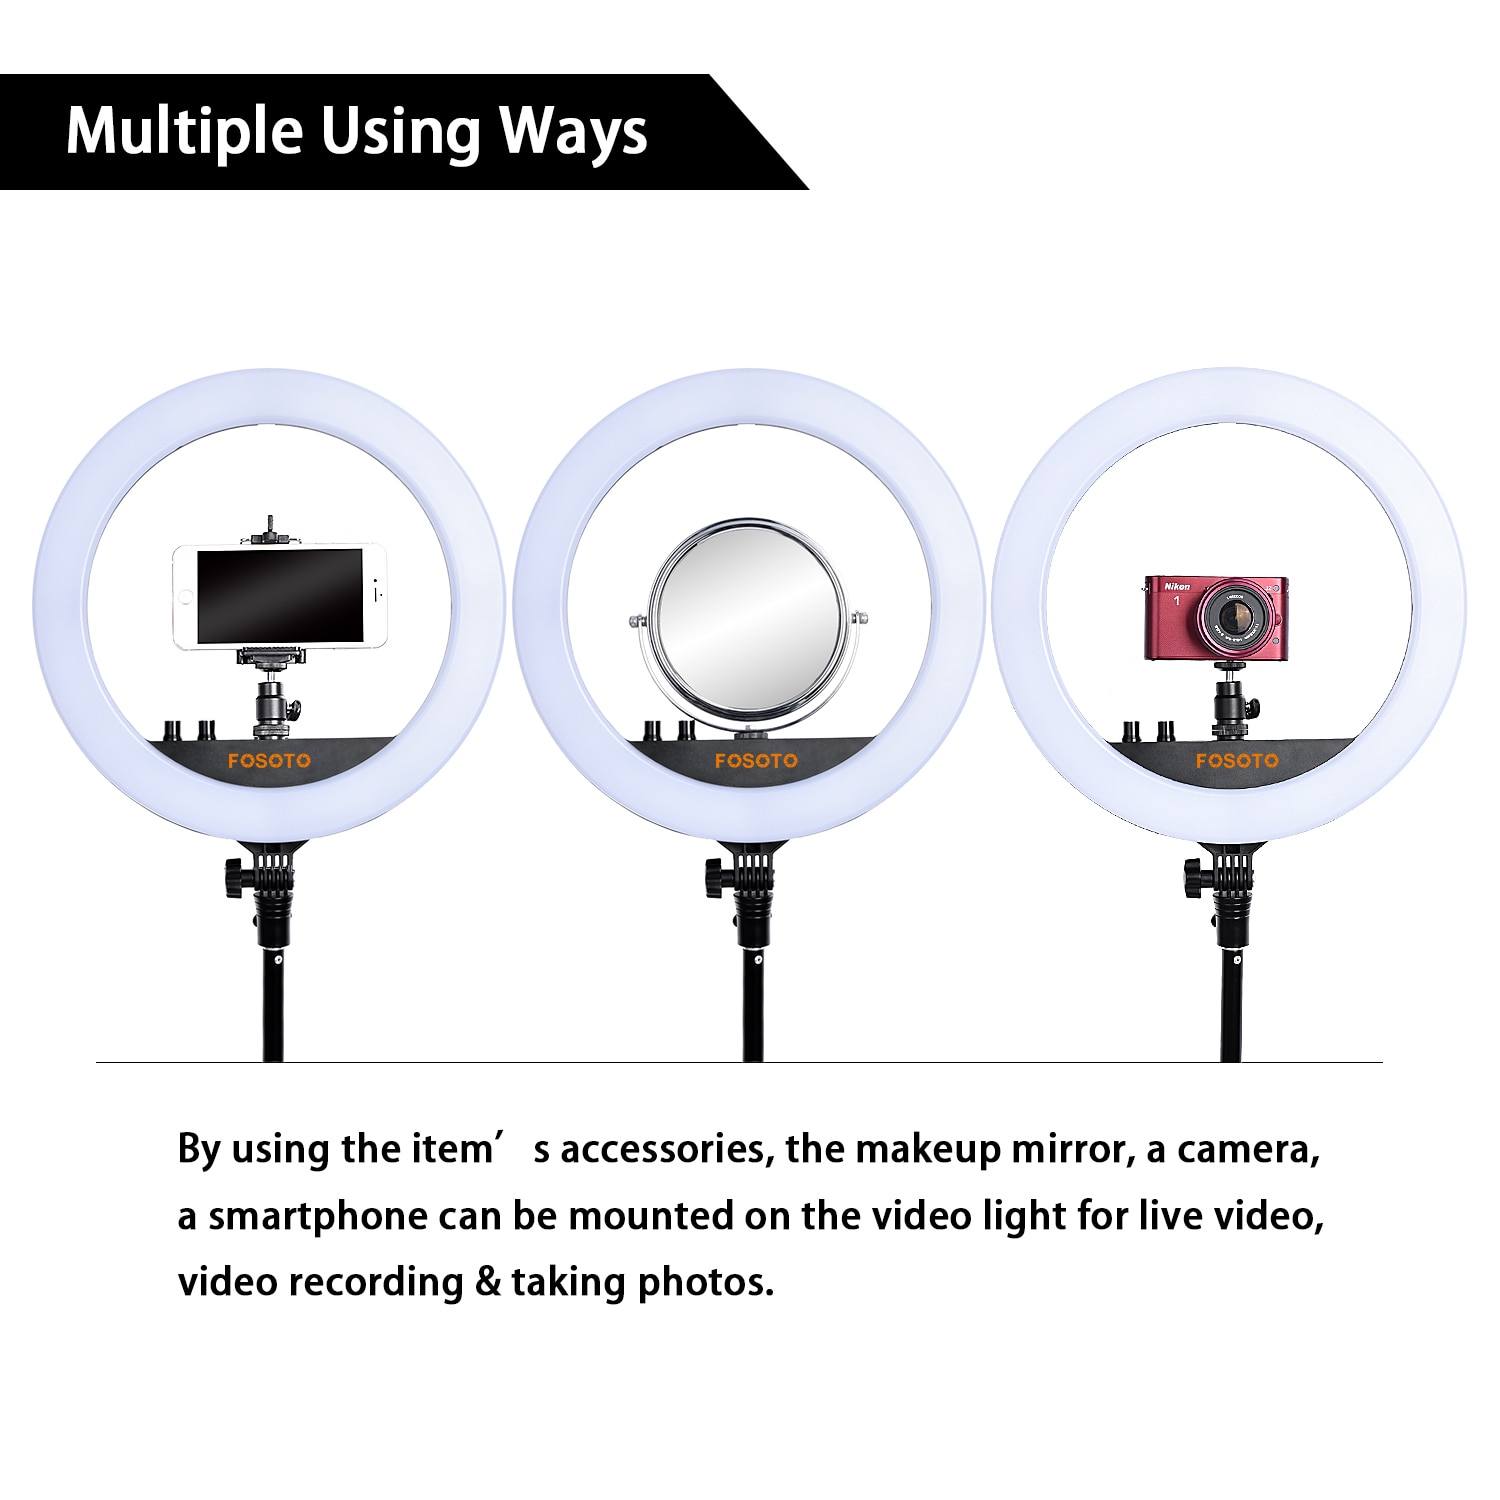 Multiple Using Ways
Nikon
1
FOSOTO
FOSOTO
FOSOTO
By using the item's accessories, the makeup mirror, a camera,
a smartphone can be mounted on the video light for live video,
video recording & taking photos.